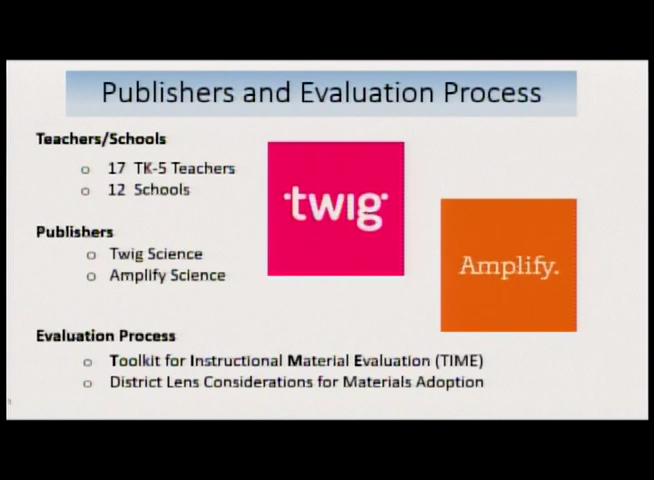 Publishers and Evaluation Process
Teachers/Schools
○ 17 TK-5 Teachers
○ 12 Schools
twig
Publishers
○ Twig Science
○ Amplify Science
Amplify.
Evaluation Process
○ Toolkit for Instructional Material Evaluation (TIME)
○ District Lens Considerations for Materials Adoption